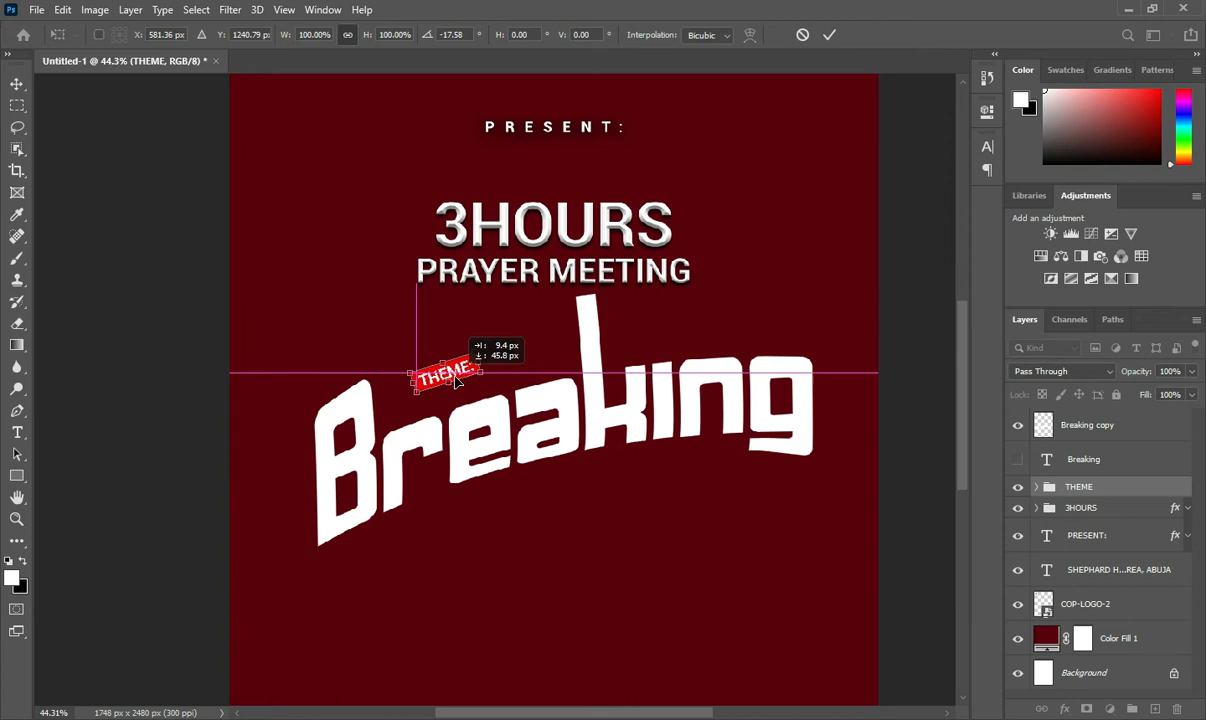 Ps File Edit Image Layer Type Select Filter 3D View Window Help
X: 581.36 px Y: 1240.79 px W: 100.00% H: 100.00% -17.58 ° H: 0.00 ° V: 0.00 ° Interpolation: Bicubic
Untitled-1 @ 44.3% (THEME, RGB/8) * ×
PRESENT:
3HOURS
PRAYER MEETING
9.4 px
45.8 px
THEME:
Breaking
Color Swatches Gradients Patterns
Libraries Adjustments
Add an adjustment
Layers Channels Paths
Kind
Pass Through Opacity: 100%
Lock: Fill: 100%
Breaking copy
T Breaking
THEME
3HOURS fx
T PRESENT: fx
T SHEPHARD H...REA, ABUJA
COP-LOGO-2
Color Fill 1
Background
fx
44.31% 1748 px x 2480 px (300 ppi)